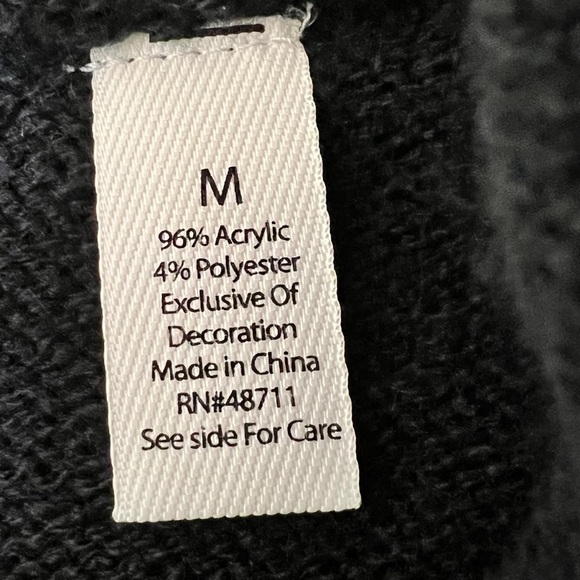 M
96% Acrylic
4% Polyester
Exclusive Of
Decoration
Made in China
RN#48711
See side For Care